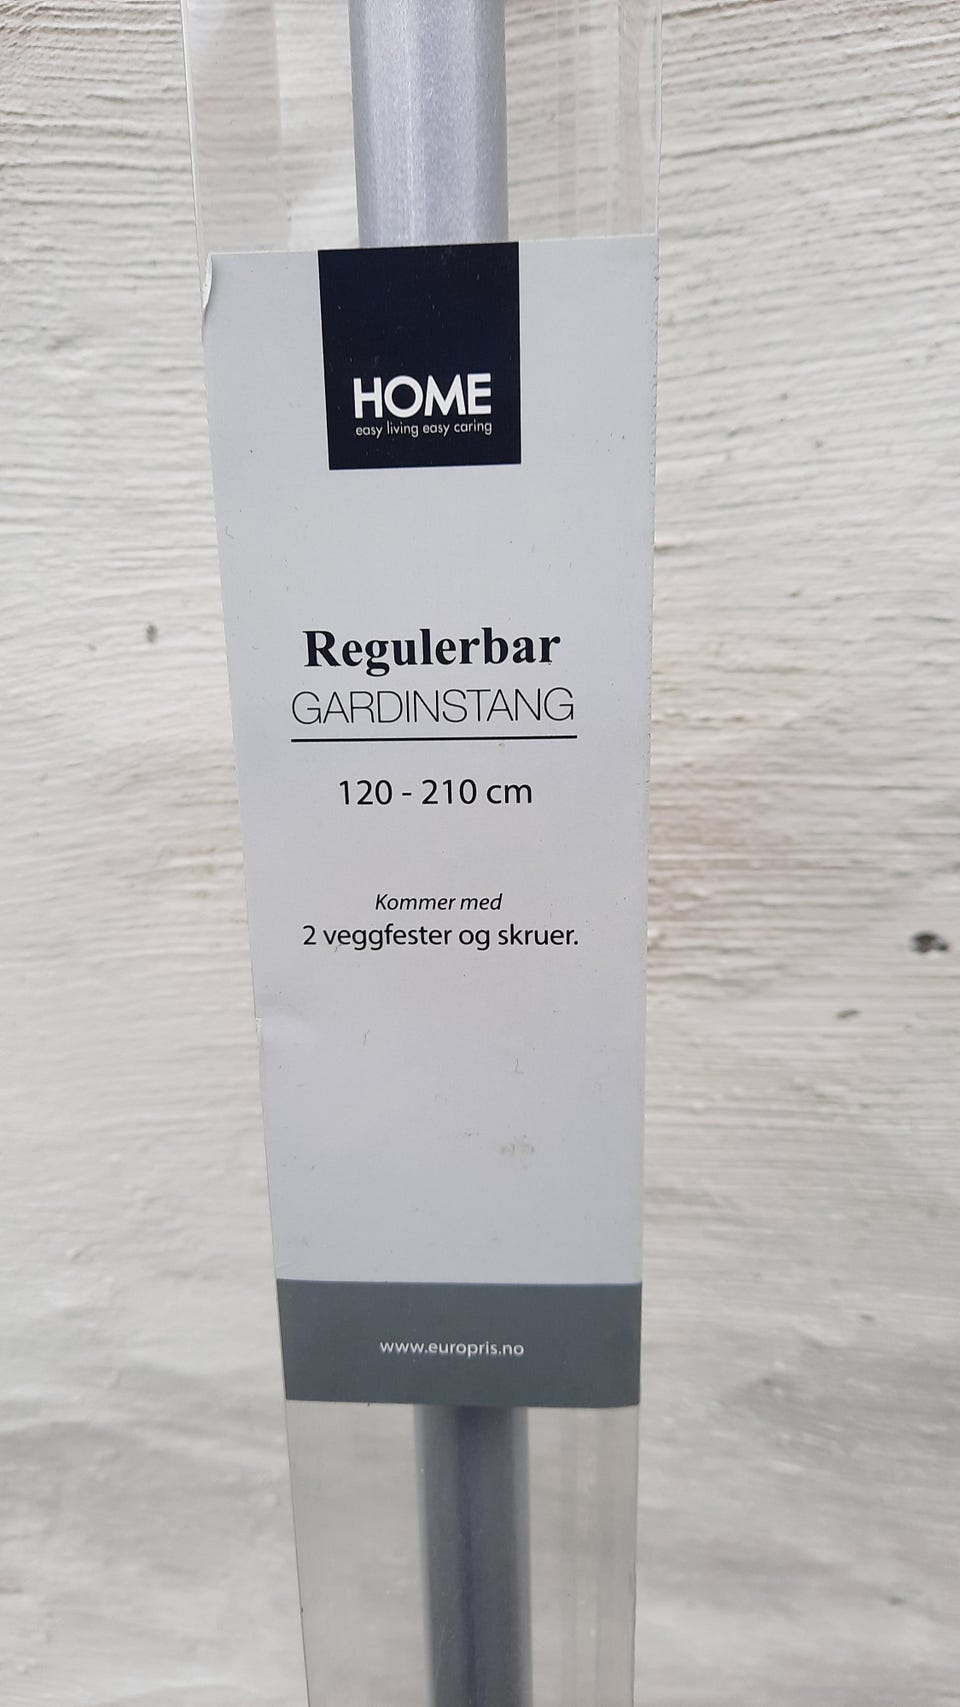 HOME
easy living easy caring
Regulerbar
GARDINSTANG
120 - 210 cm
Kommer med
2 veggfester og skruer.
www.europris.no